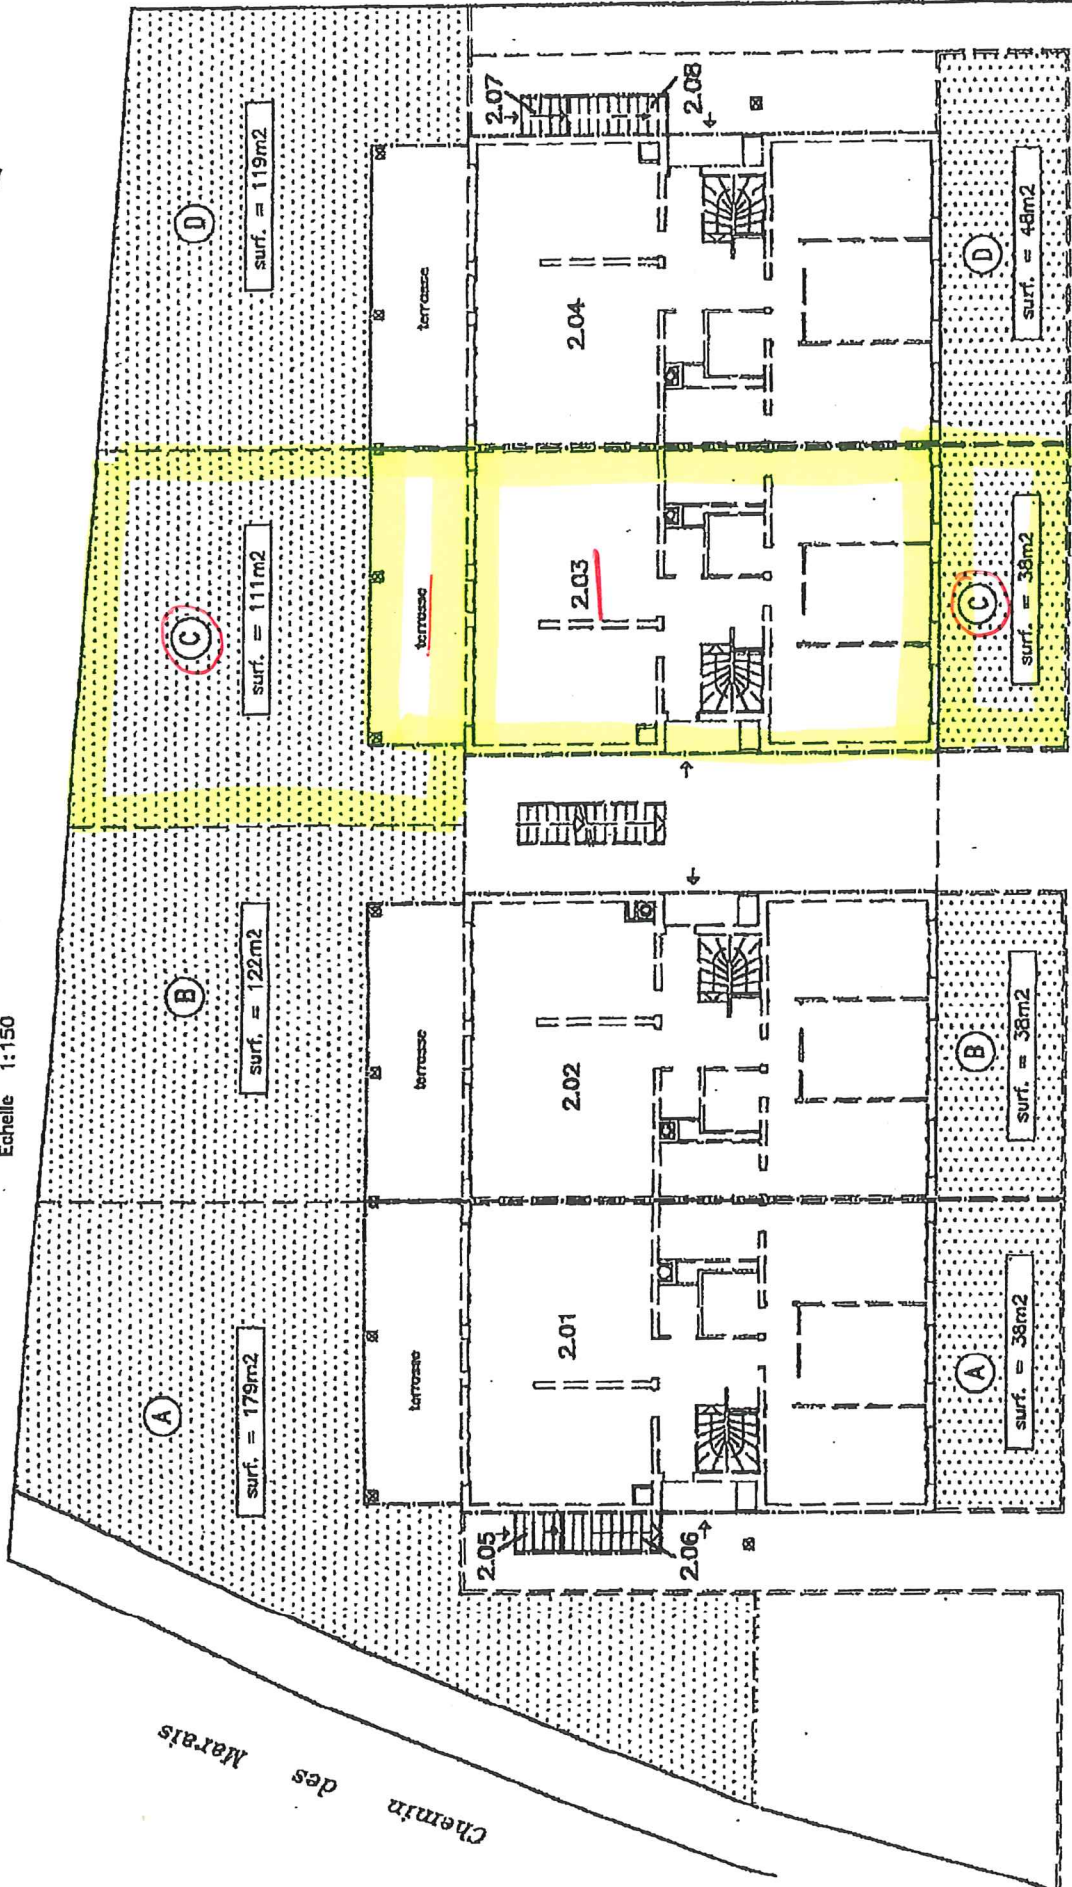 Echelle 1:150
D
surf. = 119m2
C
surf. = 111m2
B
surf. = 122m2
A
surf. = 179m2
terrasse
terrasse
terrasse
terrasse
2.07
2.08
2.04
2.03
2.02
2.01
2.05
2.06
D
surf. = 48m2
C
surf. = 38m2
B
surf. = 38m2
A
surf. = 38m2
Chemin des Marais